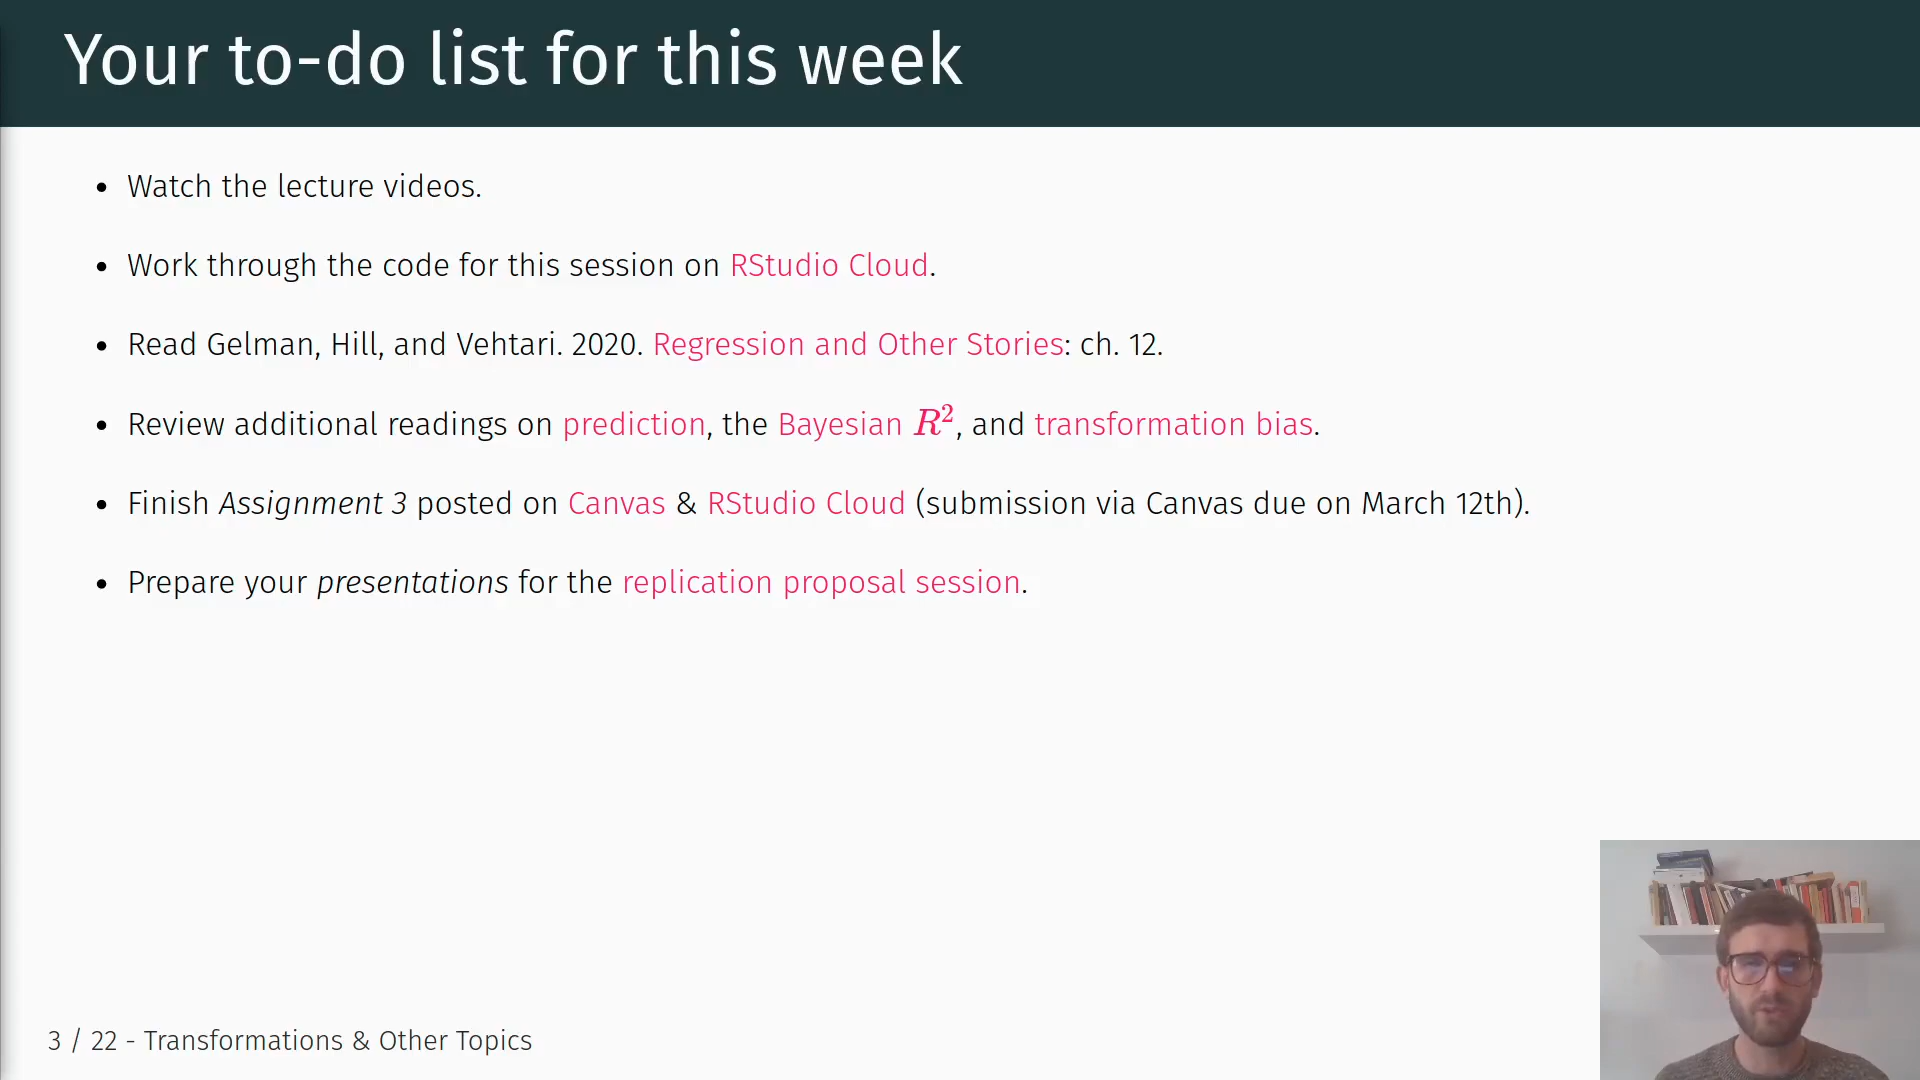 Your to-do list for this week
• Watch the lecture videos.
• Work through the code for this session on RStudio Cloud.
• Read Gelman, Hill, and Vehtari. 2020. Regression and Other Stories: ch. 12.
• Review additional readings on prediction, the Bayesian R², and transformation bias.
• Finish Assignment 3 posted on Canvas & RStudio Cloud (submission via Canvas due on March 12th).
• Prepare your presentations for the replication proposal session.
3 / 22 - Transformations & Other Topics